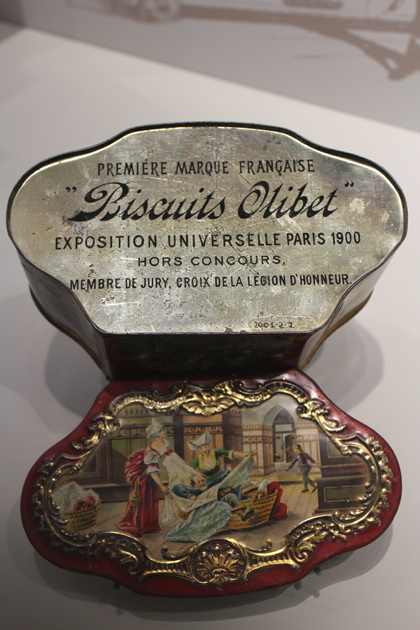 PREMIÉRE MARQUE FRANÇAISE
"Biscuits Olibet"
EXPOSITION UNIVERSELLE PARIS 1900
HORS CONCOURS,
MEMBRE DE JURY, CROIX DE LA LÉGION D'HONNEUR.
2001-2-2